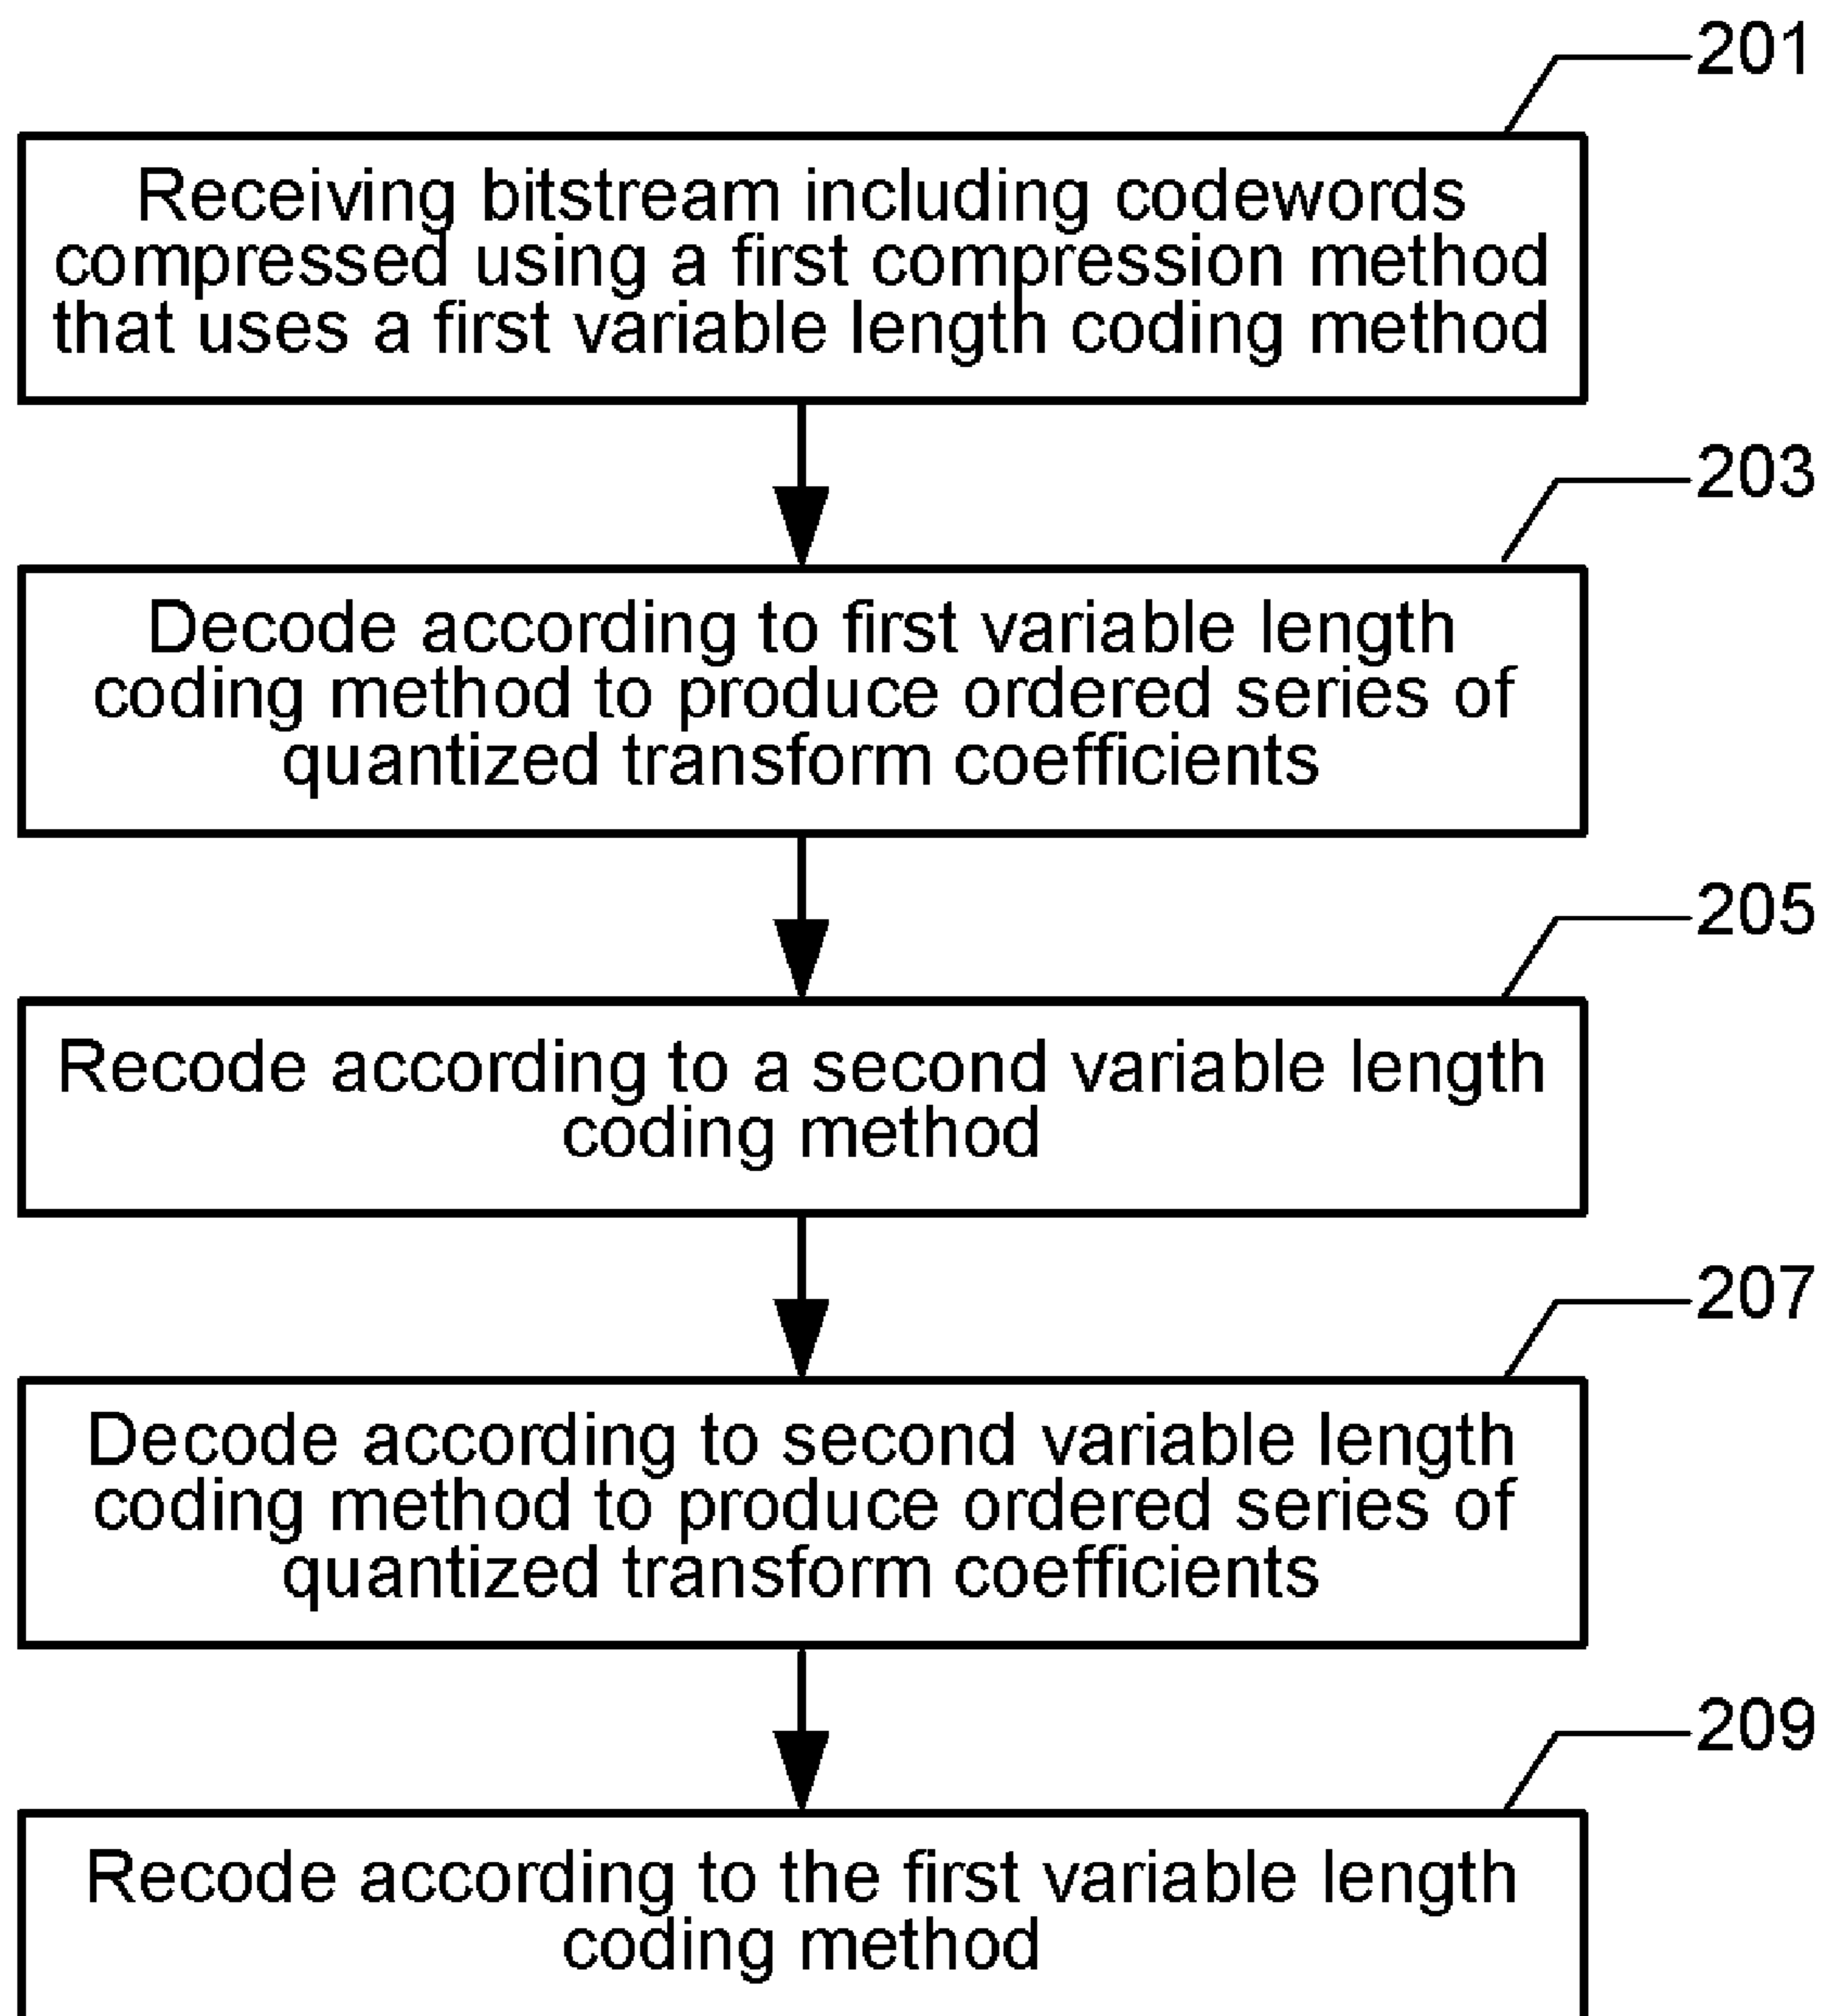 201
Receiving bitstream including codewords
compressed using a first compression method
that uses a first variable length coding method
203
Decode according to first variable length
coding method to produce ordered series of
quantized transform coefficients
205
Recode according to a second variable length
coding method
207
Decode according to second variable length
coding method to produce ordered series of
quantized transform coefficients
209
Recode according to the first variable length
coding method